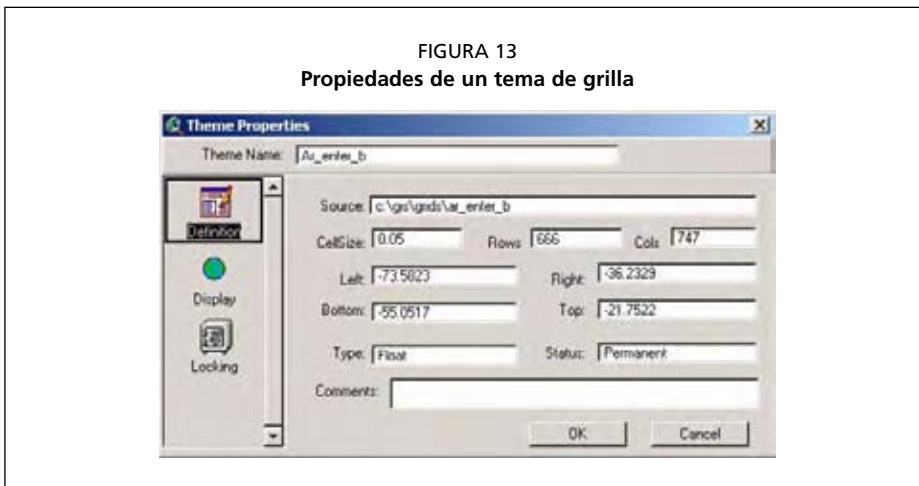 FIGURA 13
Propiedades de un tema de grilla
Theme Properties
Theme Name: Ar_enter_b
Definition
Display
Locking
Source: c:\gis\grids\ar_enter_b
CellSize: 0.05 Rows 666 Cols 747
Left: -73.5823 Right: -36.2329
Bottom: -55.0517 Top: -21.7522
Type: Float Status: Permanent
Comments:
OK Cancel